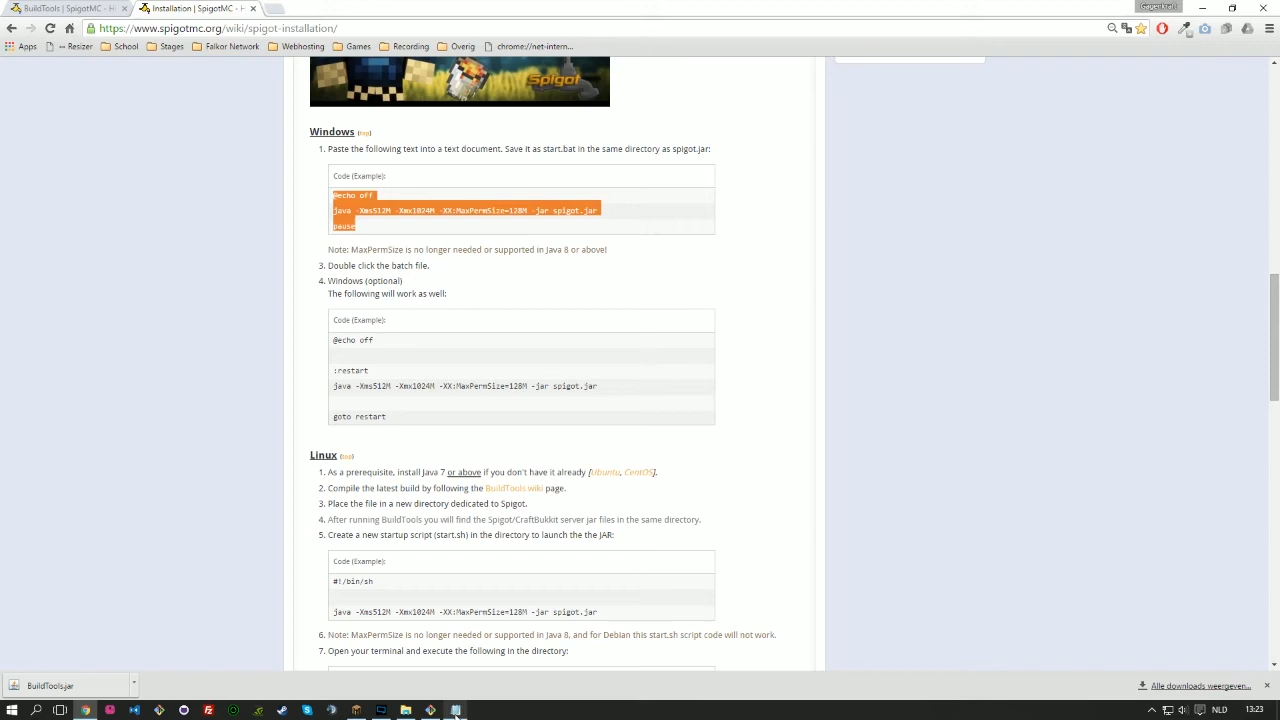 BuildTools | SpigotMC - H
Installation | SpigotMC - H
Gagenkraft
https://www.spigotmc.org/wiki/spigot-installation/
Apps
-- Resizer
School
Stages
Falkor Network
Webhosting
Games
Recording
Overig
chrome://net-intern...
Spigot
Windows (top)
1. Paste the following text into a text document. Save it as start.bat in the same directory as spigot.jar:
Code (Example):
@echo off
java -Xms512M -Xmx1024M -XX:MaxPermSize=128M -jar spigot.jar
pause
Note: MaxPermSize is no longer needed or supported in Java 8 or above!
3. Double click the batch file.
4. Windows (optional)
The following will work as well:
Code (Example):
@echo off
:restart
java -Xms512M -Xmx1024M -XX:MaxPermSize=128M -jar spigot.jar
goto restart
Linux (top)
1. As a prerequisite, install Java 7 or above if you don't have it already [Ubuntu, CentOS].
2. Compile the latest build by following the BuildTools wiki page.
3. Place the file in a new directory dedicated to Spigot.
4. After running BuildTools you will find the Spigot/CraftBukkit server jar files in the same directory.
5. Create a new startup script (start.sh) in the directory to launch the the JAR:
Code (Example):
#!/bin/sh
java -Xms512M -Xmx1024M -XX:MaxPermSize=128M -jar spigot.jar
6. Note: MaxPermSize is no longer needed or supported in Java 8, and for Debian this start.sh script code will not work.
7. Open your terminal and execute the following in the directory:
BuildTools.jar
Alle downloads weergeven...
NLD
13:23